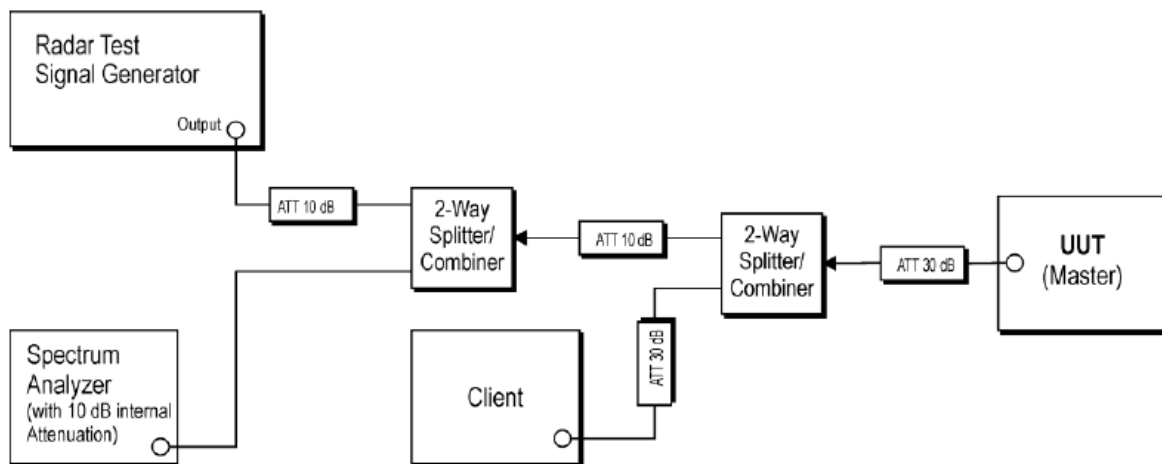 Radar Test
Signal Generator
Output
ATT 10 dB
2-Way
Splitter/
Combiner
ATT 10 dB
2-Way
Splitter/
Combiner
ATT 30 dB
UUT
(Master)
Spectrum
Analyzer
(with 10 dB internal
Attenuation)
Client
ATT 30 dB